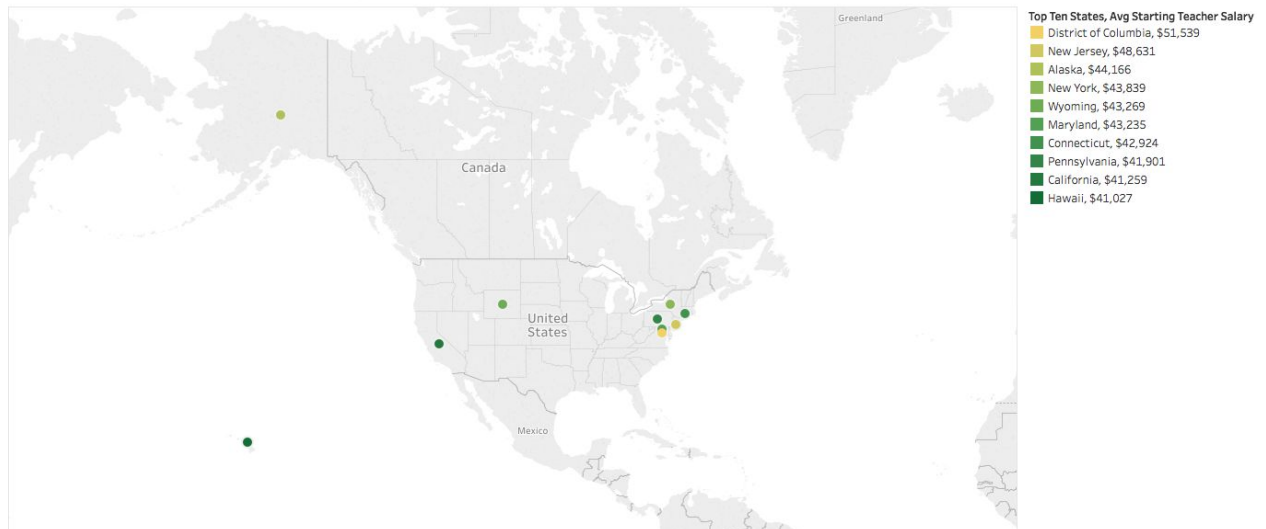 Greenland
Canada
United
States
Mexico
Top Ten States, Avg Starting Teacher Salary
District of Columbia, $51,539
New Jersey, $48,631
Alaska, $44,166
New York, $43,839
Wyoming, $43,269
Maryland, $43,235
Connecticut, $42,924
Pennsylvania, $41,901
California, $41,259
Hawaii, $41,027